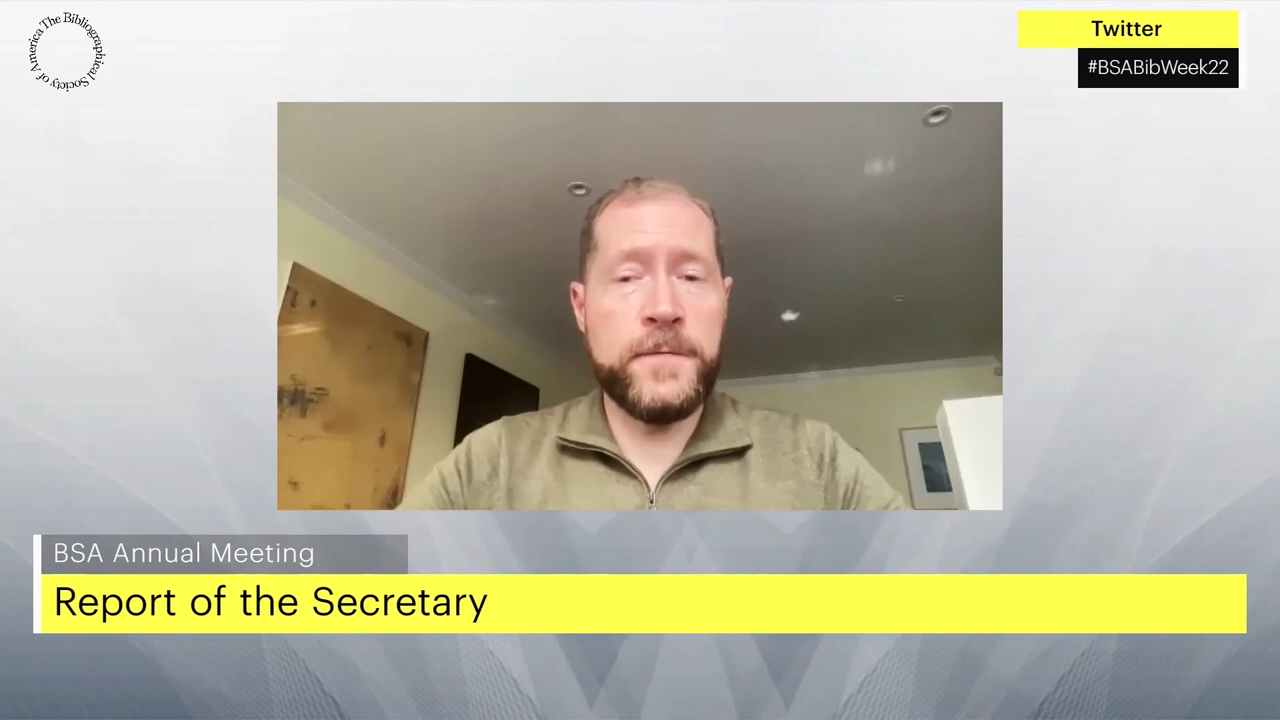 The Bibliographical Society of America
Twitter
#BSABibWeek22
BSA Annual Meeting
Report of the Secretary